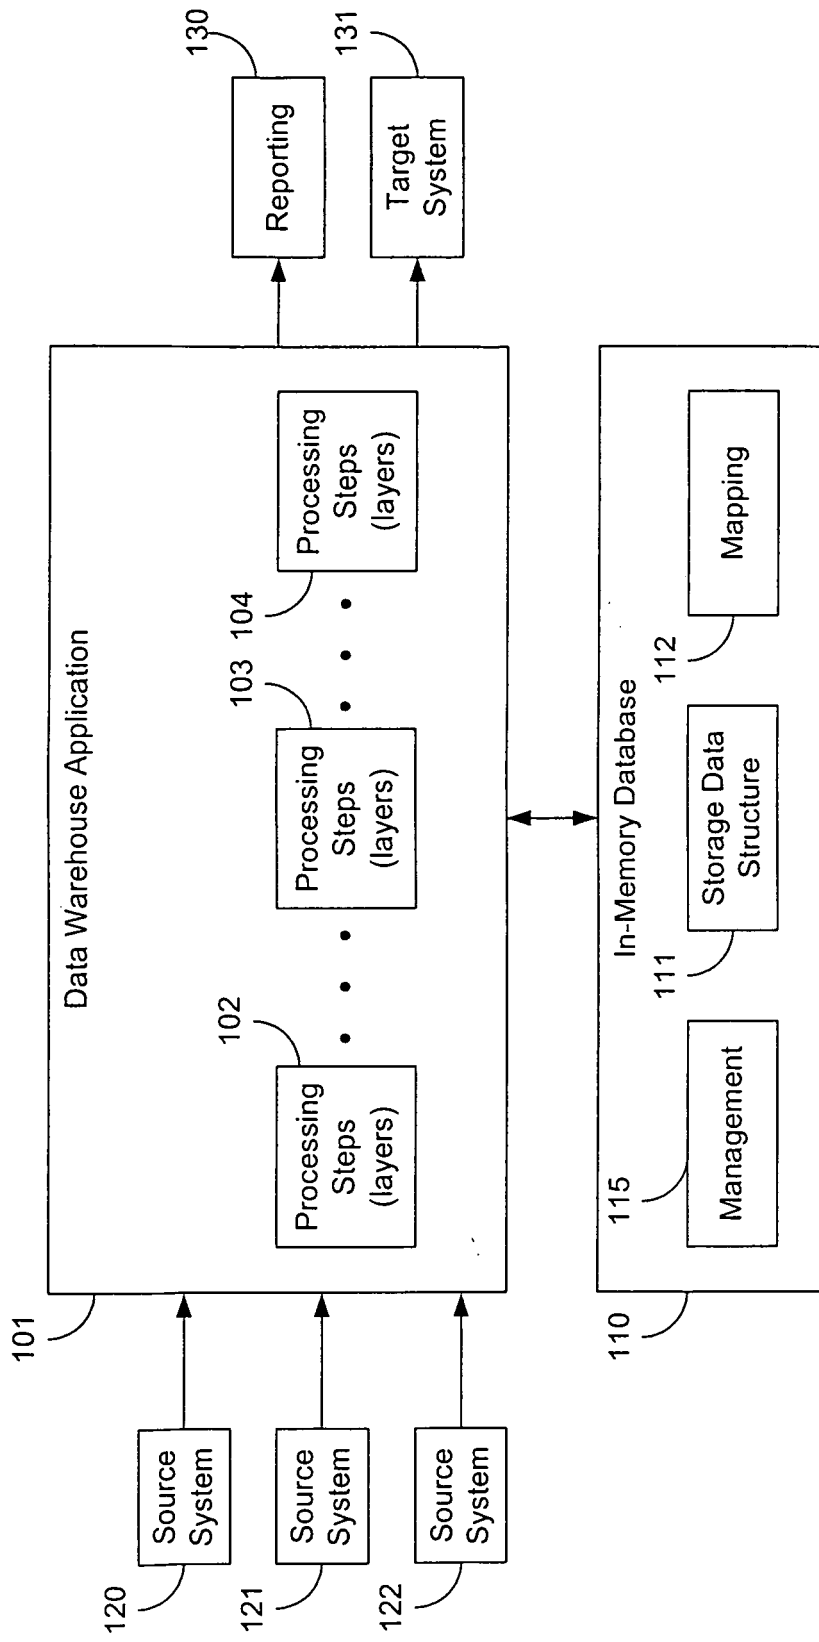 Source
System
120
Source
System
121
Source
System
122
101
Data Warehouse Application
Processing
Steps
(layers)
102
Processing
Steps
(layers)
103
Processing
Steps
(layers)
104
Reporting
130
Target
System
131
110
In-Memory Database
Management
115
Storage Data
Structure
111
Mapping
112